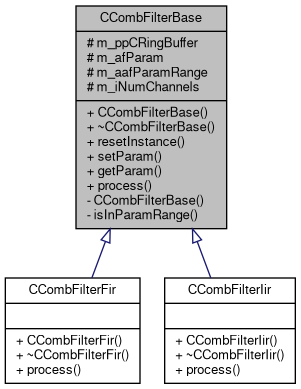 CCombFilterBase
# m_ppCRingBuffer
# m_afParam
# m_aafParamRange
# m_iNumChannels
+ CCombFilterBase()
+ ~CCombFilterBase()
+ resetInstance()
+ setParam()
+ getParam()
+ process()
- CCombFilterBase()
- isInParamRange()
CCombFilterFir
+ CCombFilterFir()
+ ~CCombFilterFir()
+ process()
CCombFilterIir
+ CCombFilterIir()
+ ~CCombFilterIir()
+ process()